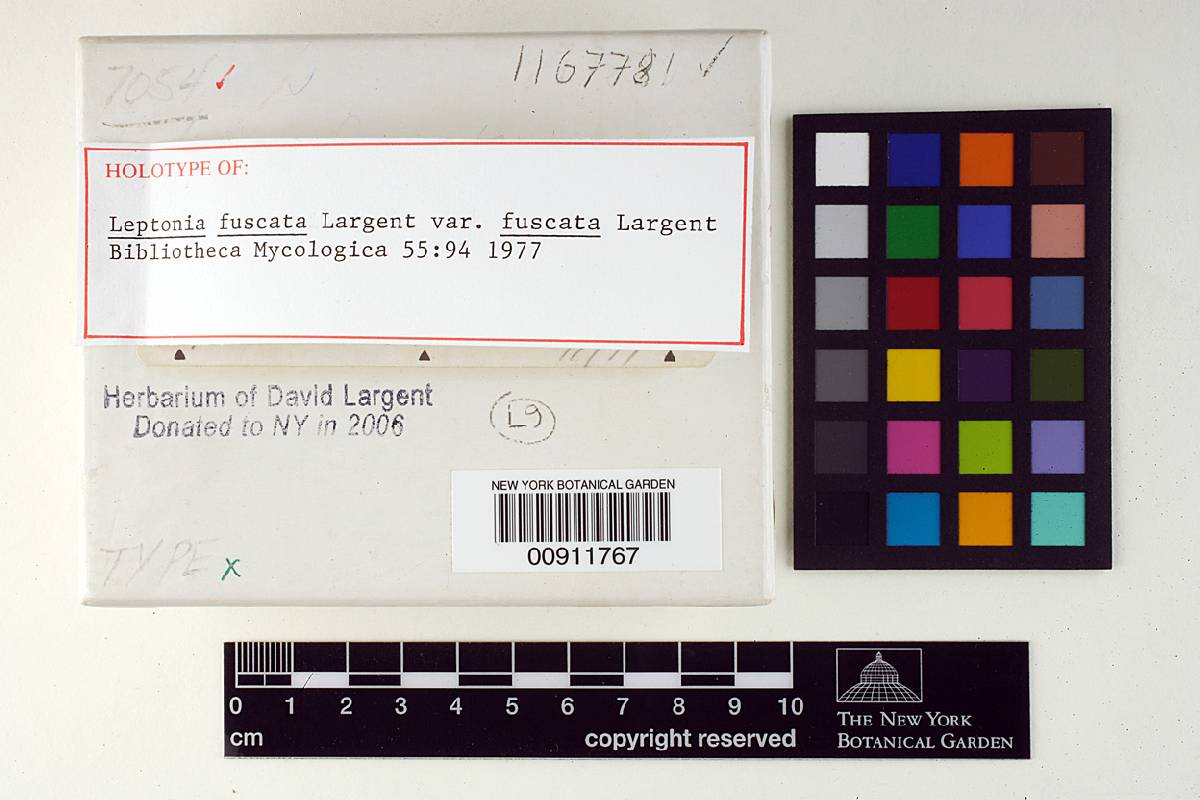 7054 ✓
1167781 ✓
HOLOTYPE OF:
Leptonia fuscata Largent var. fuscata Largent
Bibliotheca Mycologica 55:94 1977
Herbarium of David Largent
Donated to NY in 2006
L9
NEW YORK BOTANICAL GARDEN
00911767
TYPE x
0 1 2 3 4 5 6 7 8 9 10
cm
copyright reserved
THE NEW YORK
BOTANICAL GARDEN